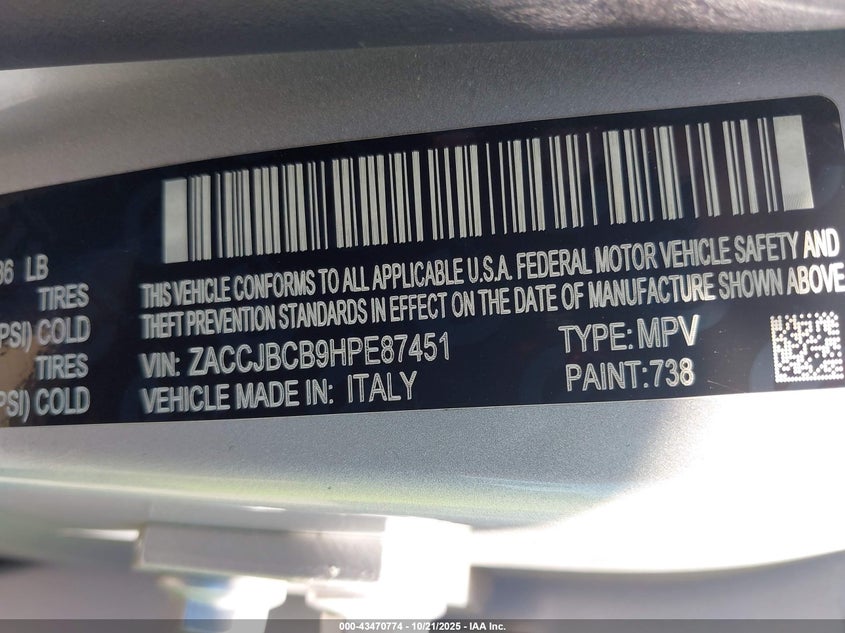 36 LB
TIRES
PSI) COLD
TIRES
PSI) COLD
THIS VEHICLE CONFORMS TO ALL APPLICABLE U.S.A. FEDERAL MOTOR VEHICLE SAFETY AND
THEFT PREVENTION STANDARDS IN EFFECT ON THE DATE OF MANUFACTURE SHOWN ABOVE
VIN: ZACCJBCB9HPE87451
TYPE: MPV
VEHICLE MADE IN: ITALY
PAINT:738
000-43470774 - 10/21/2025 - IAA Inc.